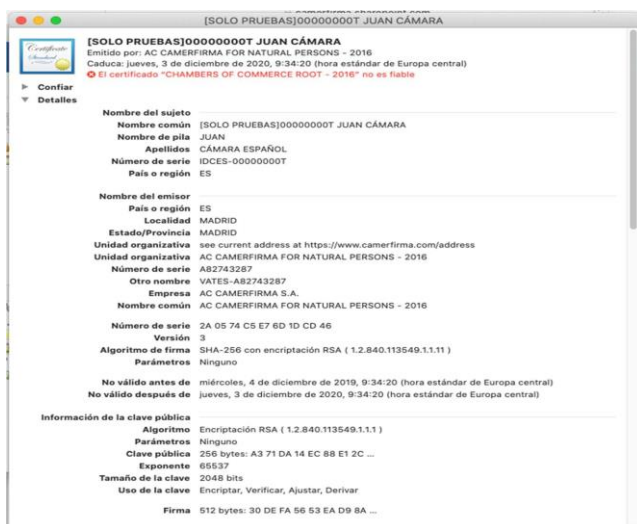 [SOLO PRUEBAS]00000000T JUAN CÁMARA
Certificate
Standard
[SOLO PRUEBAS]00000000T JUAN CÁMARA
Emitido por: AC CAMERFIRMA FOR NATURAL PERSONS - 2016
Caduca: jueves, 3 de diciembre de 2020, 9:34:20 (hora estándar de Europa central)
El certificado "CHAMBERS OF COMMERCE ROOT - 2016" no es fiable
Confiar
Detalles
Nombre del sujeto
Nombre común [SOLO PRUEBAS]00000000T JUAN CÁMARA
Nombre de pila JUAN
Apellidos CÁMARA ESPAÑOL
Número de serie IDCES-00000000T
País o región ES
Nombre del emisor
País o región ES
Localidad MADRID
Estado/Provincia MADRID
Unidad organizativa see current address at https://www.camerfirma.com/address
Unidad organizativa AC CAMERFIRMA FOR NATURAL PERSONS - 2016
Número de serie A82743287
Otro nombre VATES-A82743287
Empresa AC CAMERFIRMA S.A.
Nombre común AC CAMERFIRMA FOR NATURAL PERSONS - 2016
Número de serie 2A 05 74 C5 E7 6D 1D CD 46
Versión 3
Algoritmo de firma SHA-256 con encriptación RSA ( 1.2.840.113549.1.1.11 )
Parámetros Ninguno
No válido antes de miércoles, 4 de diciembre de 2019, 9:34:20 (hora estándar de Europa central)
No válido después de jueves, 3 de diciembre de 2020, 9:34:20 (hora estándar de Europa central)
Información de la clave pública
Algoritmo Encriptación RSA ( 1.2.840.113549.1.1.1 )
Parámetros Ninguno
Clave pública 256 bytes: A3 71 DA 14 EC 88 E1 2C ...
Exponente 65537
Tamaño de la clave 2048 bits
Uso de la clave Encriptar, Verificar, Ajustar, Derivar
Firma 512 bytes: 30 DE FA 56 53 EA D9 8A ...